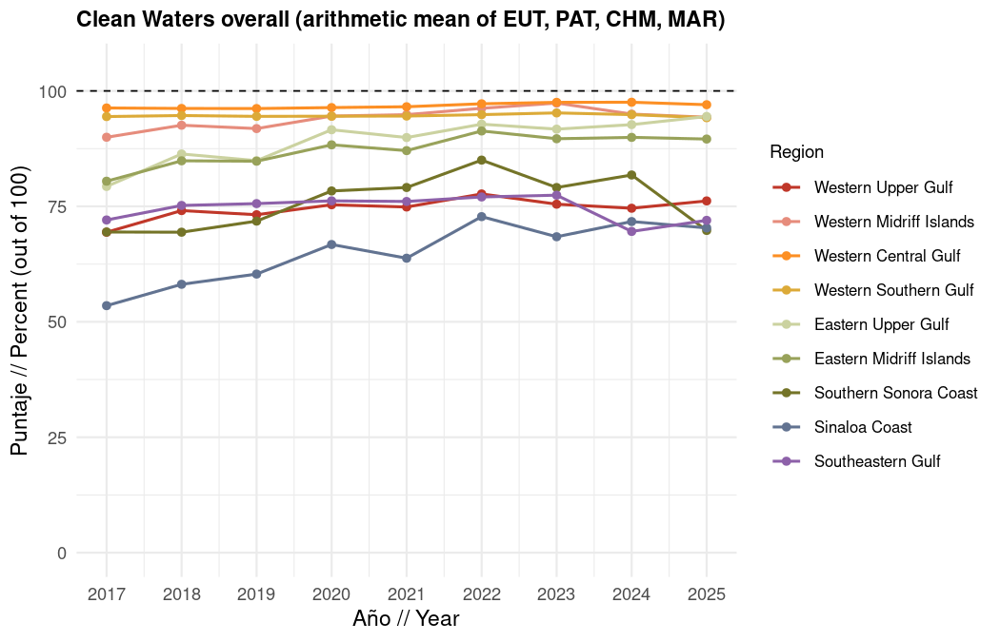 Clean Waters overall (arithmetic mean of EUT, PAT, CHM, MAR)
Puntaje // Percent (out of 100)
100
75
50
25
0
2017 2018 2019 2020 2021 2022 2023 2024 2025
Año // Year
Region
Western Upper Gulf
Western Midriff Islands
Western Central Gulf
Western Southern Gulf
Eastern Upper Gulf
Eastern Midriff Islands
Southern Sonora Coast
Sinaloa Coast
Southeastern Gulf